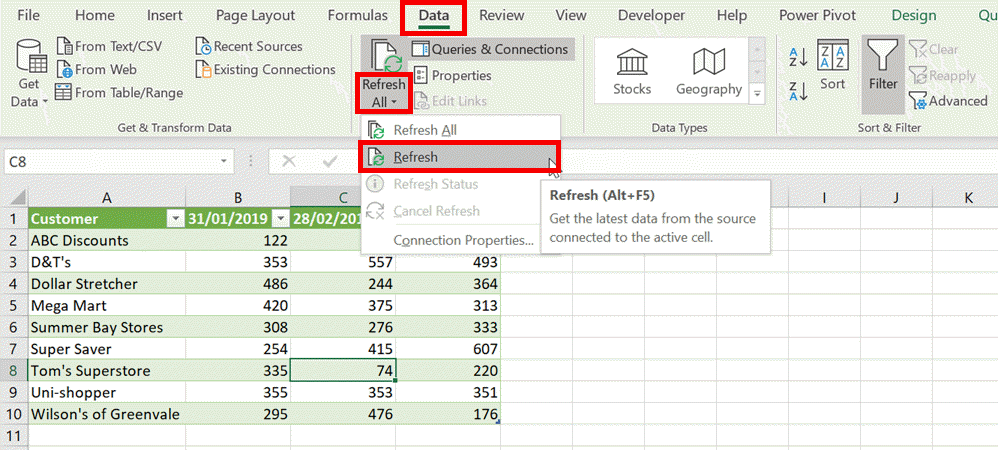 File Home Insert Page Layout Formulas Data Review View Developer Help Power Pivot Design
From Text/CSV
From Web
From Table/Range
Recent Sources
Existing Connections
Get
Data
Get & Transform Data
Refresh
All
Queries & Connections
Properties
Edit Links
Stocks
Geography
Data Types
Sort
Filter
Clear
Reapply
Advanced
Sort & Filter
Refresh All
Refresh
Refresh Status
Cancel Refresh
Connection Properties...
Refresh (Alt+F5)
Get the latest data from the source
connected to the active cell.
C8
A B C I J K
1 Customer 31/01/2019
2 ABC Discounts 122
3 D&T's 353 557 493
4 Dollar Stretcher 486 244 364
5 Mega Mart 420 375 313
6 Summer Bay Stores 308 276 333
7 Super Saver 254 415 607
8 Tom's Superstore 335 74 220
9 Uni-shopper 355 353 351
10 Wilson's of Greenvale 295 476 176
11